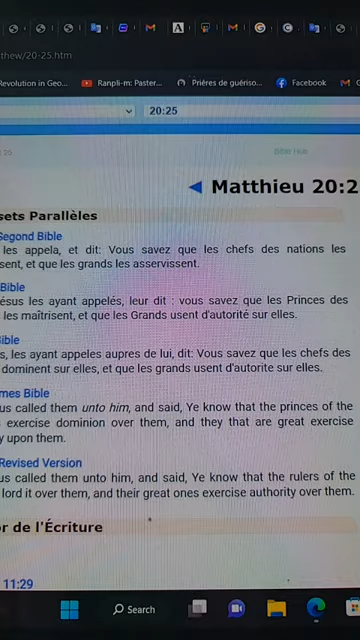 thew/20-25.htm
Revolution in Geo... Ranpli-m: Paster... Prières de guériso... Facebook
20:25
Bible Hub
◄ Matthieu 20:2
sets Parallèles
Segond Bible
les appela, et dit: Vous savez que les chefs des nations les
sent, et que les grands les asservissent.
Bible
ésus les ayant appelés, leur dit : vous savez que les Princes des
les maîtrisent, et que les Grands usent d'autorité sur elles.
ible
s, les ayant appeles aupres de lui, dit: Vous savez que les chefs des
dominent sur elles, et que les grands usent d'autorite sur elles.
mes Bible
us called them unto him, and said, Ye know that the princes of the
exercise dominion over them, and they that are great exercise
y upon them.
Revised Version
us called them unto him, and said, Ye know that the rulers of the
lord it over them, and their great ones exercise authority over them.
or de l'Écriture
11:29
Search